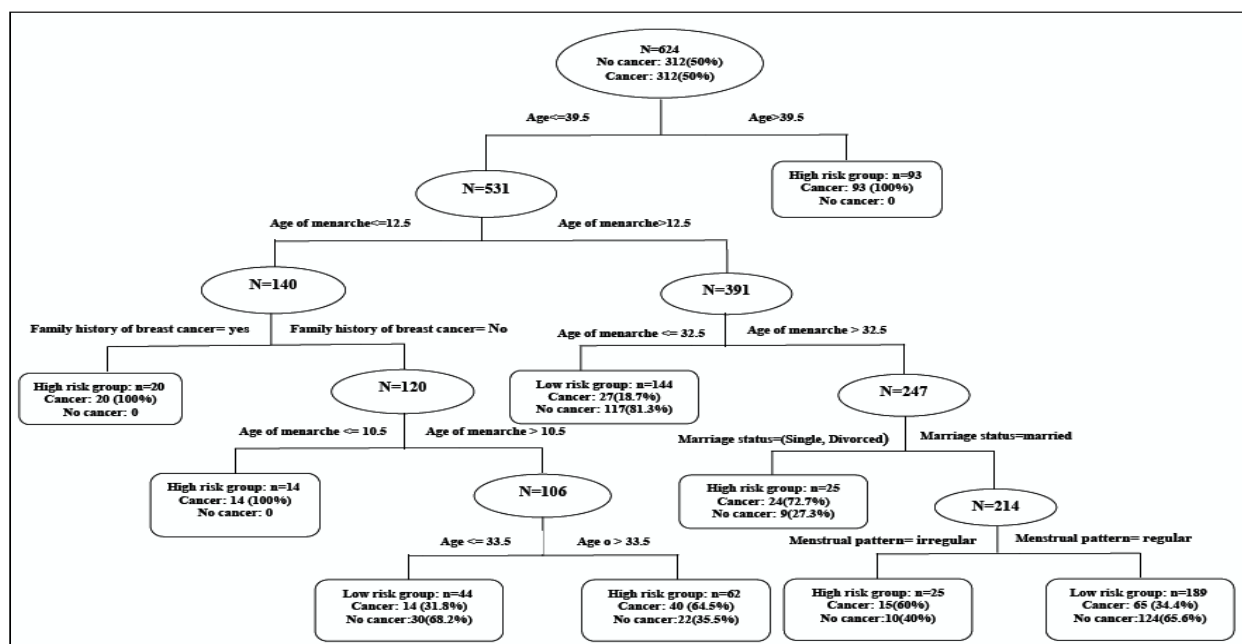 N=624
No cancer: 312(50%)
Cancer: 312(50%)
Age<=39.5
Age>39.5
N=531
High risk group: n=93
Cancer: 93 (100%)
No cancer: 0
Age of menarche<=12.5
Age of menarche>12.5
N=140
N=391
Family history of breast cancer= yes
Family history of breast cancer= No
Age of menarche <= 32.5
Age of menarche > 32.5
High risk group: n=20
Cancer: 20 (100%)
No cancer: 0
N=120
Low risk group: n=144
Cancer: 27(18.7%)
No cancer: 117(81.3%)
N=247
Age of menarche <= 10.5
Age of menarche > 10.5
Marriage status=(Single, Divorced)
Marriage status=married
High risk group: n=14
Cancer: 14 (100%)
No cancer: 0
N=106
High risk group: n=25
Cancer: 24(72.7%)
No cancer: 9(27.3%)
N=214
Age <= 33.5
Age o > 33.5
Menstrual pattern= irregular
Menstrual pattern= regular
Low risk group: n=44
Cancer: 14 (31.8%)
No cancer:30(68.2%)
High risk group: n=62
Cancer: 40 (64.5%)
No cancer:22(35.5%)
High risk group: n=25
Cancer: 15(60%)
No cancer:10(40%)
Low risk group: n=189
Cancer: 65 (34.4%)
No cancer:124(65.6%)